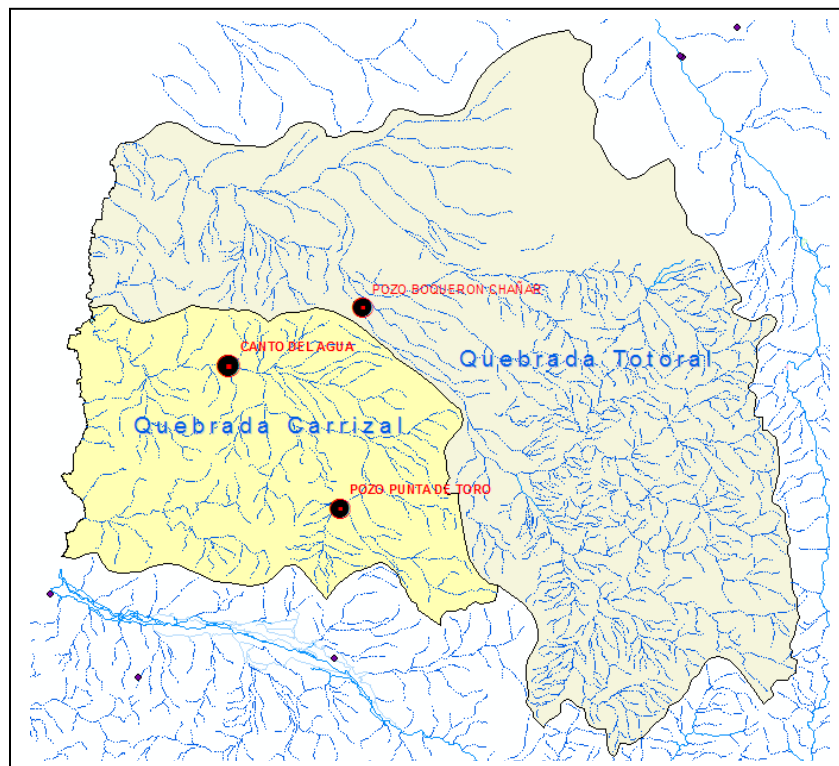 POZO BOQUERON CHAÑAR
CANTO DEL AGUA
Quebrada Totoral
Quebrada Carrizal
POZO PUNTA DE TORO